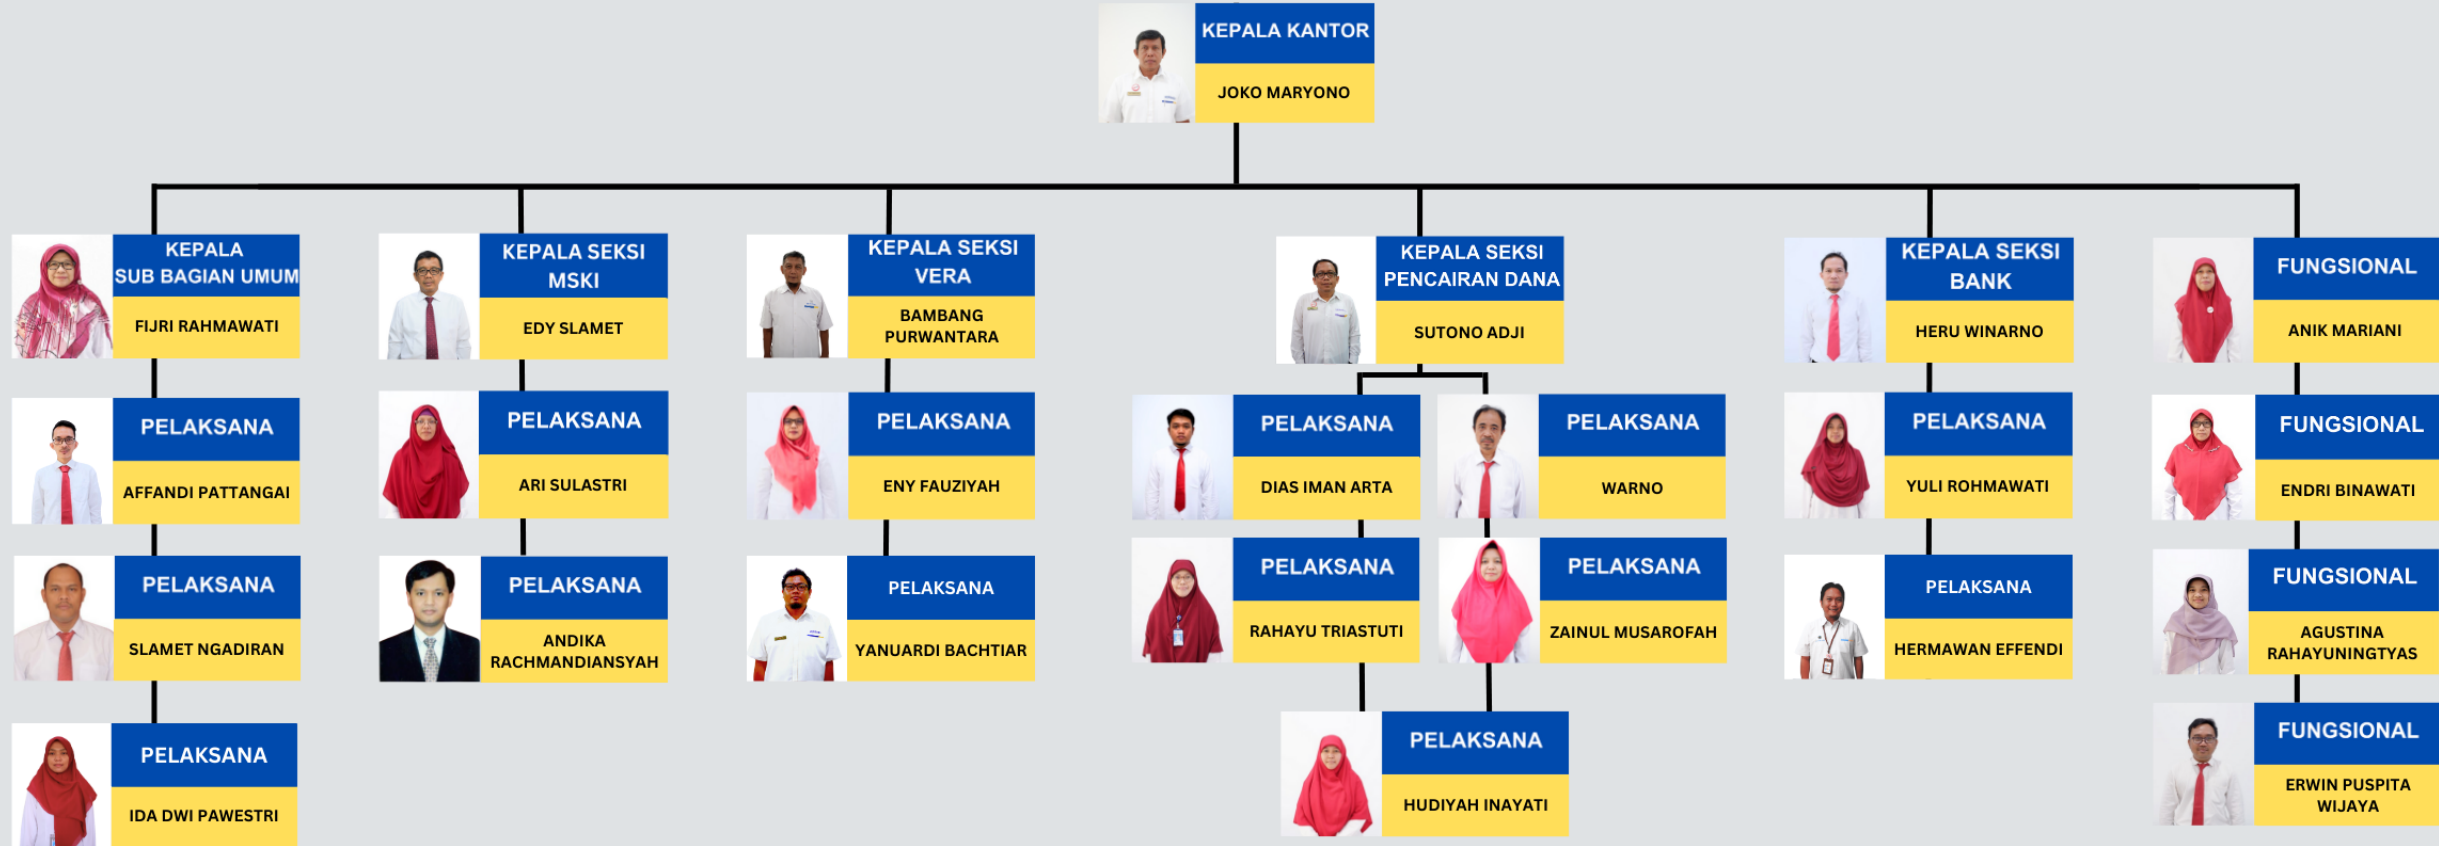 KEPALA KANTOR
JOKO MARYONO
KEPALA
SUB BAGIAN UMUM
FIJRI RAHMAWATI
KEPALA SEKSI
MSKI
EDY SLAMET
KEPALA SEKSI
VERA
BAMBANG
PURWANTARA
KEPALA SEKSI
PENCAIRAN DANA
SUTONO ADJI
KEPALA SEKSI
BANK
HERU WINARNO
FUNGSIONAL
ANIK MARIANI
PELAKSANA
AFFANDI PATTANGAI
PELAKSANA
ARI SULASTRI
PELAKSANA
ENY FAUZIYAH
PELAKSANA
DIAS IMAN ARTA
PELAKSANA
WARNO
PELAKSANA
YULI ROHMAWATI
FUNGSIONAL
ENDRI BINAWATI
PELAKSANA
SLAMET NGADIRAN
PELAKSANA
ANDIKA
RACHMANDIANSYAH
PELAKSANA
YANUARDI BACHTIAR
PELAKSANA
RAHAYU TRIASTUTI
PELAKSANA
ZAINUL MUSAROFAH
PELAKSANA
HERMAWAN EFFENDI
FUNGSIONAL
AGUSTINA
RAHAYUNINGTYAS
PELAKSANA
IDA DWI PAWESTRI
PELAKSANA
HUDIYAH INAYATI
FUNGSIONAL
ERWIN PUSPITA
WIJAYA